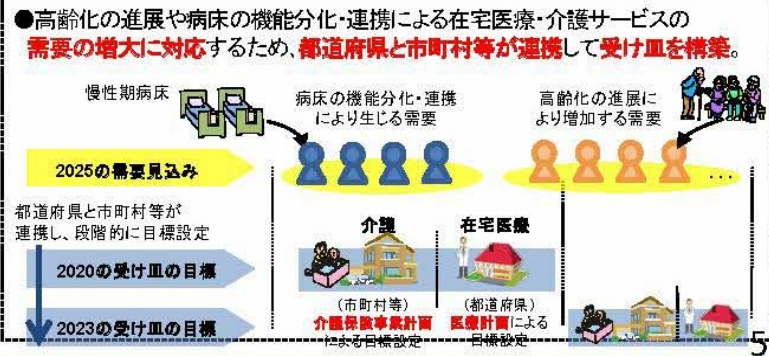 ●高齢化の進展や病床の機能分化・連携による在宅医療・介護サービスの
需要の増大に対応するため、都道府県と市町村等が連携して受け皿を構築。
慢性期病床
病床の機能分化・連携
により生じる需要
高齢化の進展に
より増加する需要
2025の需要見込み
…
都道府県と市町村等が
連携し、段階的に目標設定
介護
在宅医療
2020の受け皿の目標
(市町村等)
介護保険事業計画
による目標設定
(都道府県)
医療計画による
目標設定
2023の受け皿の目標
5